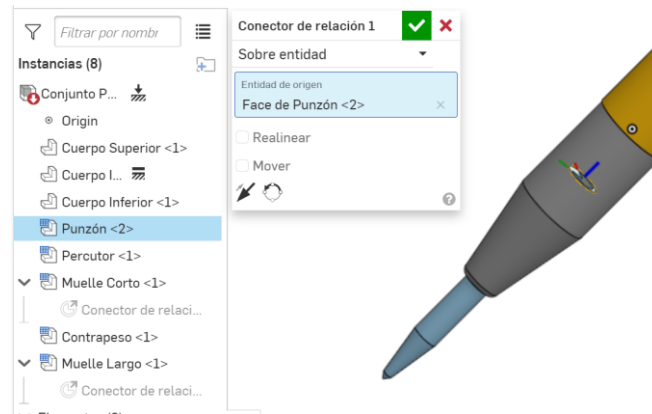 Filtrar por nombr
Instancias (8)
Conjunto P...
Origin
Cuerpo Superior <1>
Cuerpo I...
Cuerpo Inferior <1>
Punzón <2>
Percutor <1>
Muelle Corto <1>
Conector de relaci...
Contrapeso <1>
Muelle Largo <1>
Conector de relaci...
Conector de relación 1
Sobre entidad
Entidad de origen
Face de Punzón <2>
Realinear
Mover